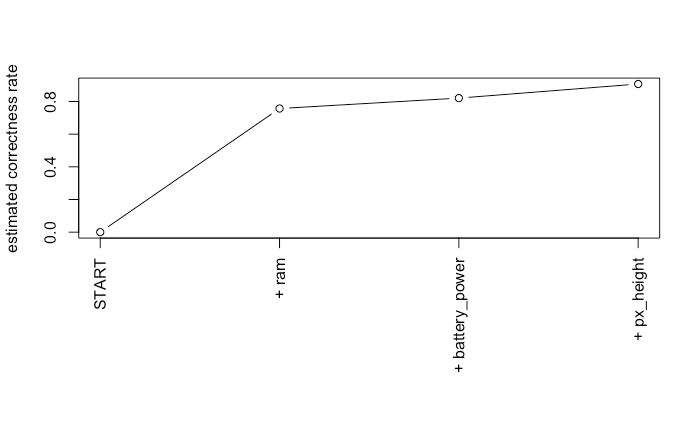 estimated correctness rate
0.8
0.4
0.0
START
+ ram
+ battery_power
+ px_height